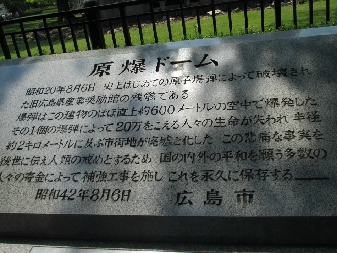 原爆ドーム
昭和20年8月6日 史上はじめての原子爆弾によって破壊され
た旧広島県産業奨励館の残骸である
爆弾はこの建物のほぼ直上約600メートルの空中で爆発した
その1個の爆弾によって20万をこえる人々の生命が失われ 半径
約2キロメートルに及ぶ市街地が廃墟と化した この悲痛な事実を
後世に伝え人類の戒めとするため 国の内外の平和を願う多数の
人々の寄金によって補強工事を施し これを永久に保存する
昭和42年8月6日 広島市